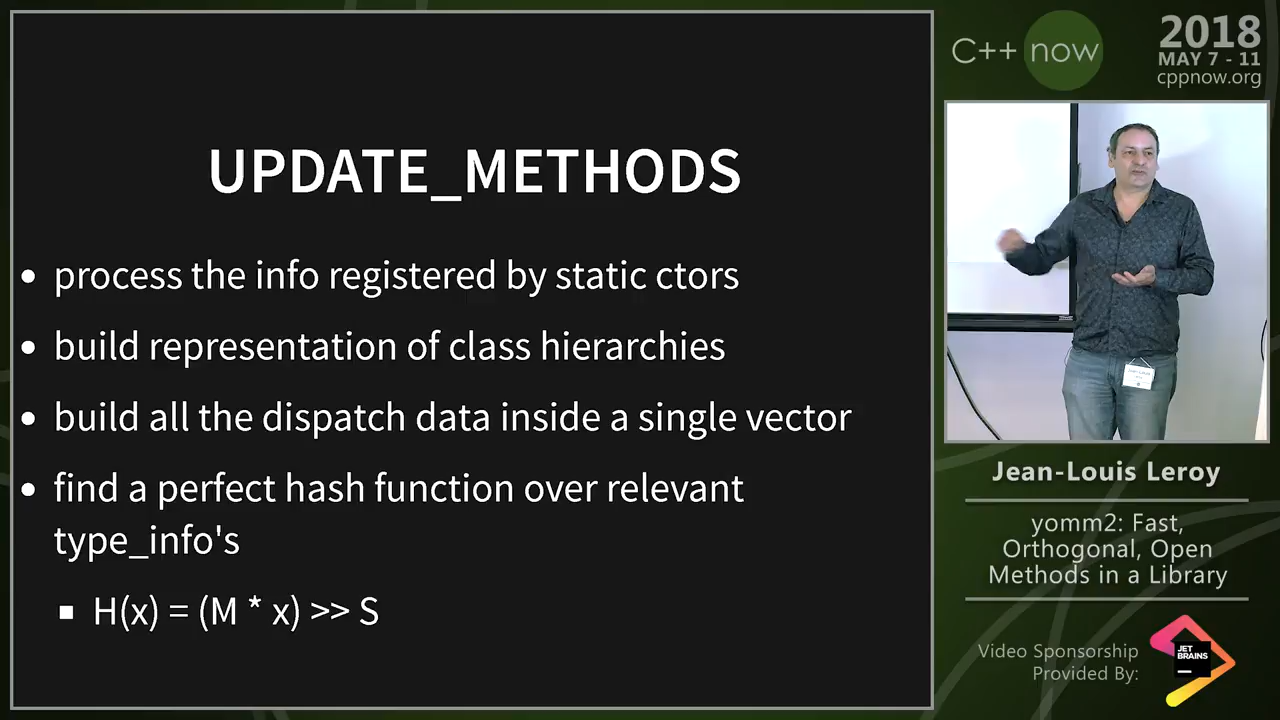 UPDATE_METHODS
• process the info registered by static ctors
• build representation of class hierarchies
• build all the dispatch data inside a single vector
• find a perfect hash function over relevant
type_info's
▪ H(x) = (M * x) >> S
C++ now
2018
MAY 7 - 11
cppnow.org
Jean-Louis Leroy
yomm2: Fast,
Orthogonal, Open
Methods in a Library
Video Sponsorship
Provided By:
JET
BRAINS